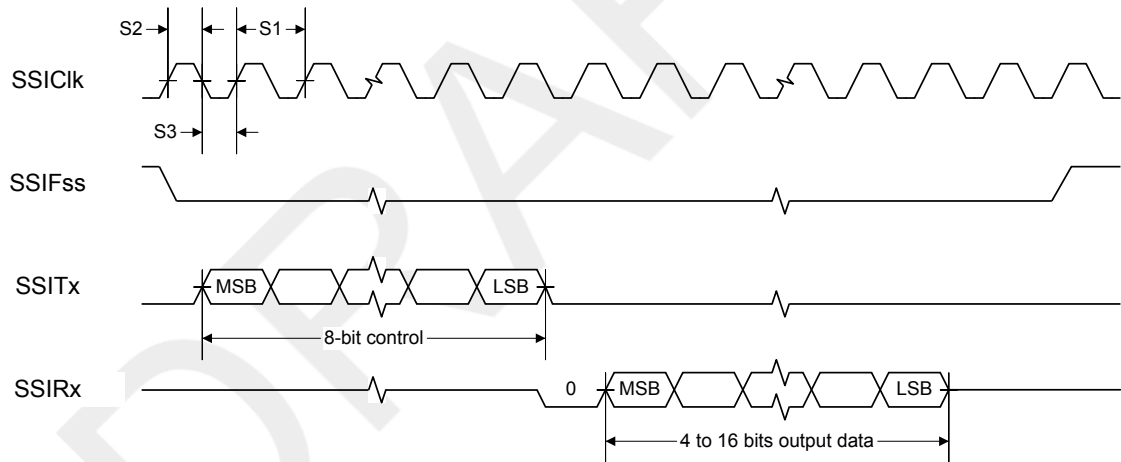 S2
S1
SSIClk
S3
SSIFss
SSITx
MSB
LSB
8-bit control
SSIRx
0
MSB
LSB
4 to 16 bits output data
DRAF